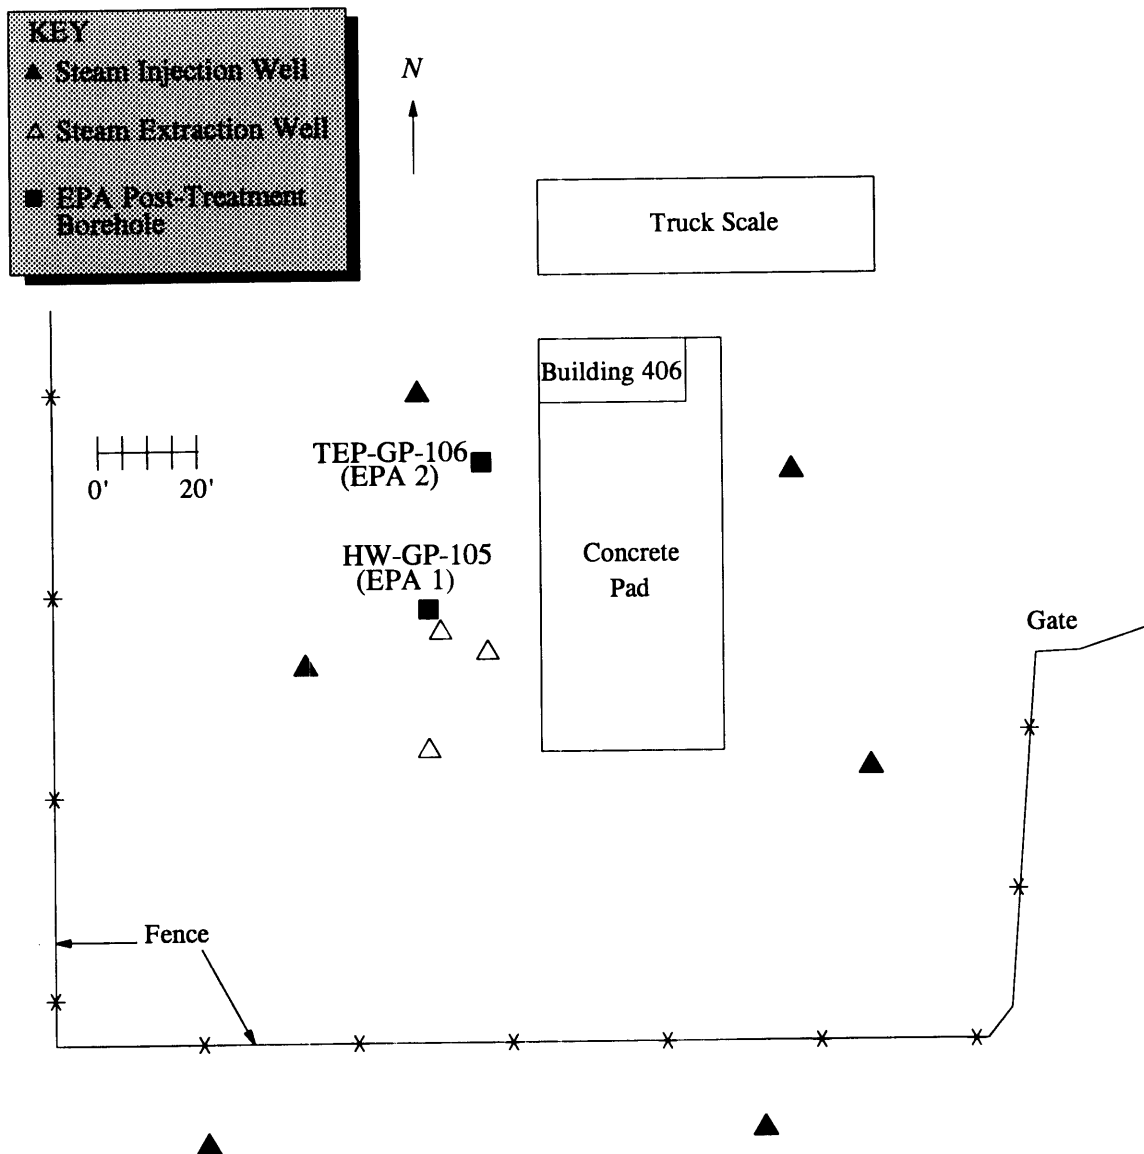 KEY
Steam Injection Well
Steam Extraction Well
EPA Post-Treatment
Borehole
N
Truck Scale
Building 406
TEP-GP-106
(EPA 2)
0' 20'
HW-GP-105
(EPA 1)
Concrete
Pad
Gate
Fence